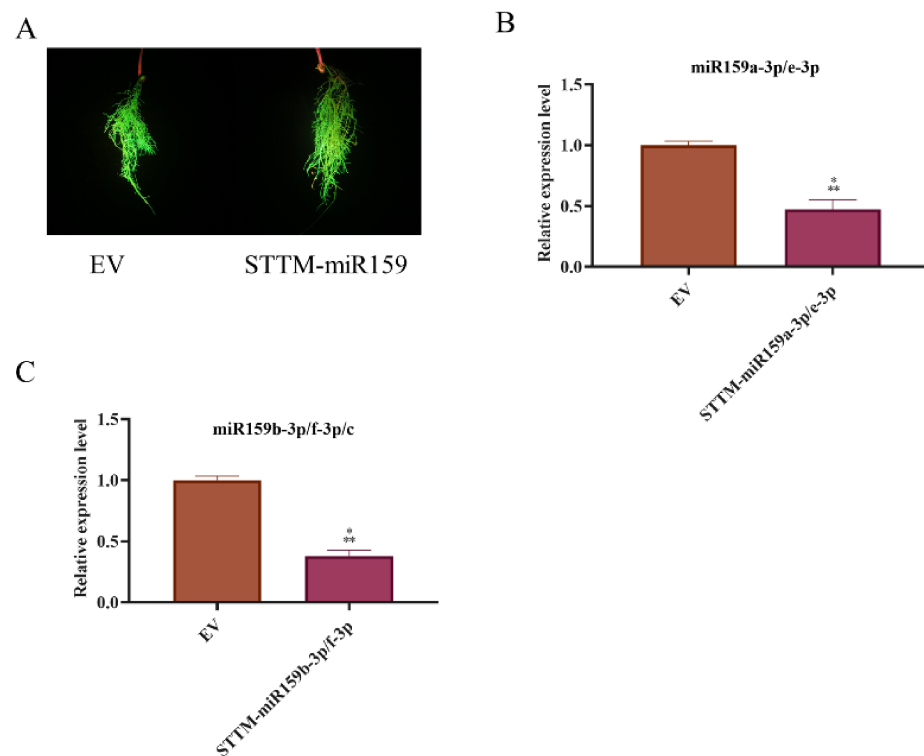 A
EV
STTM-miR159
B
miR159a-3p/e-3p
Relative expression level
1.5
1.0
0.5
0.0
*
**
EV
STTM-miR159a-3p/e-3p
C
miR159b-3p/f-3p/c
Relative expression level
1.5
1.0
0.5
0.0
*
**
EV
STTM-miR159b-3p/f-3p